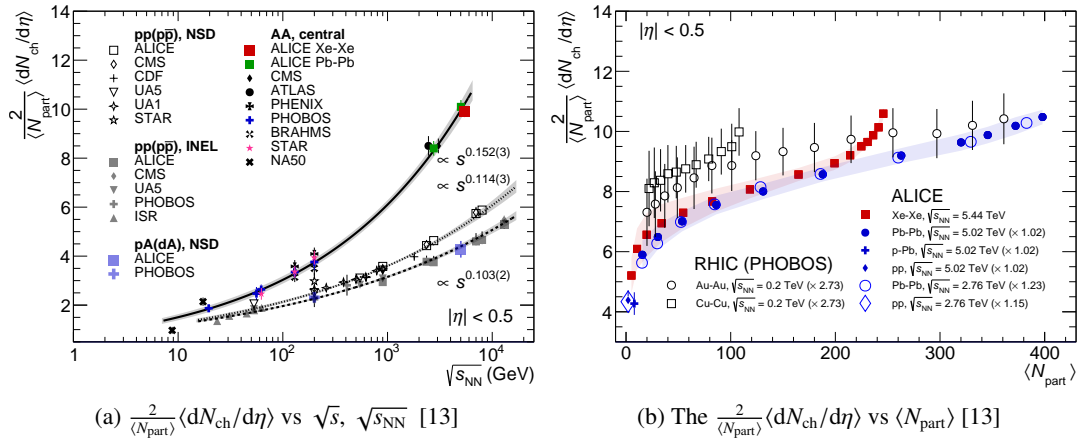 2/⟨N_part⟩ ⟨dN_ch/dη⟩
14
12
10
8
6
4
2
0
pp(pp̄), NSD
ALICE
CMS
CDF
UA5
UA1
STAR
pp(pp̄), INEL
ALICE
CMS
UA5
PHOBOS
ISR
pA(dA), NSD
ALICE
PHOBOS
AA, central
ALICE Xe-Xe
ALICE Pb-Pb
CMS
ATLAS
PHENIX
PHOBOS
BRAHMS
STAR
NA50
∝ s^0.152(3)
∝ s^0.114(3)
∝ s^0.103(2)
|η| < 0.5
1 10 10^2 10^3 10^4
√s_NN (GeV)
(a) 2/⟨N_part⟩ ⟨dN_ch/dη⟩ vs √s, √s_NN [13]
2/⟨N_part⟩ ⟨dN_ch/dη⟩
14
12
10
8
6
4
2
|η| < 0.5
ALICE
Xe-Xe, √s_NN = 5.44 TeV
Pb-Pb, √s_NN = 5.02 TeV (× 1.02)
p-Pb, √s_NN = 5.02 TeV (× 1.02)
pp, √s_NN = 5.02 TeV (× 1.02)
Pb-Pb, √s_NN = 2.76 TeV (× 1.23)
pp, √s_NN = 2.76 TeV (× 1.15)
RHIC (PHOBOS)
Au-Au, √s_NN = 0.2 TeV (× 2.73)
Cu-Cu, √s_NN = 0.2 TeV (× 2.73)
0 100 200 300 400
⟨N_part⟩
(b) The 2/⟨N_part⟩ ⟨dN_ch/dη⟩ vs ⟨N_part⟩ [13]